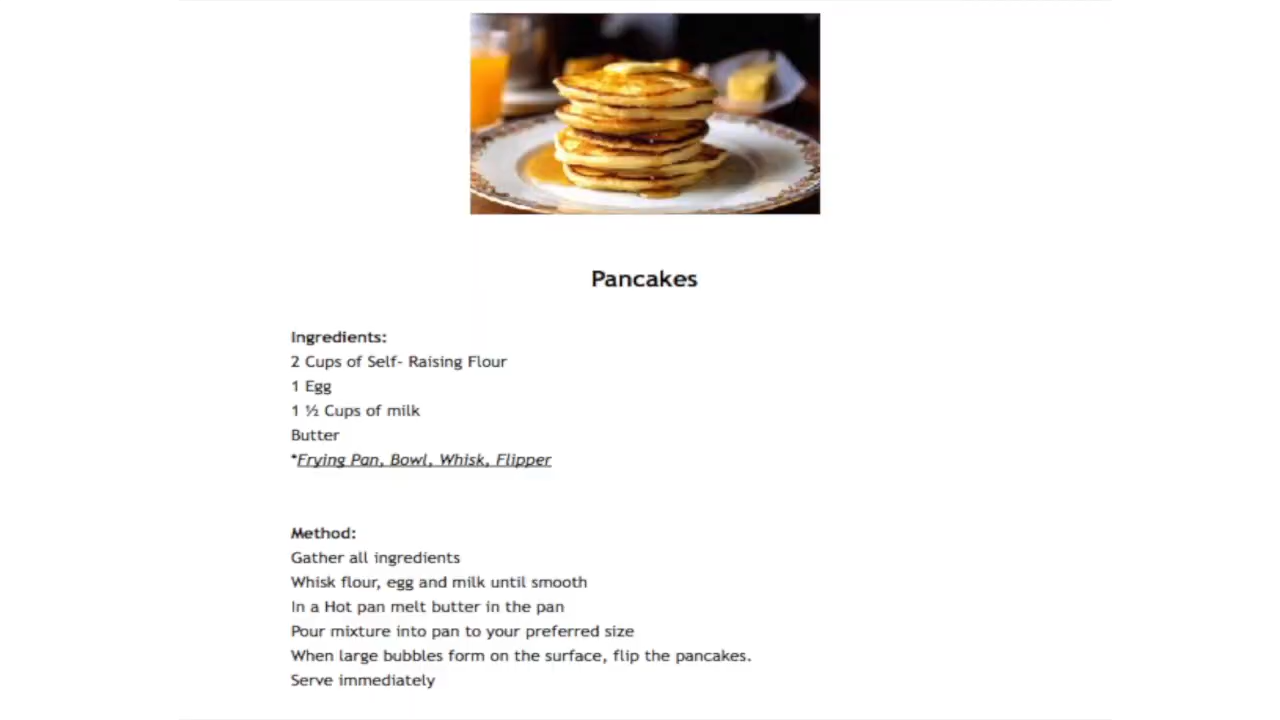 Pancakes
Ingredients:
2 Cups of Self- Raising Flour
1 Egg
1 ½ Cups of milk
Butter
*Frying Pan, Bowl, Whisk, Flipper
Method:
Gather all ingredients
Whisk flour, egg and milk until smooth
In a Hot pan melt butter in the pan
Pour mixture into pan to your preferred size
When large bubbles form on the surface, flip the pancakes.
Serve immediately